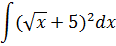 ∫(√x + 5)²dx